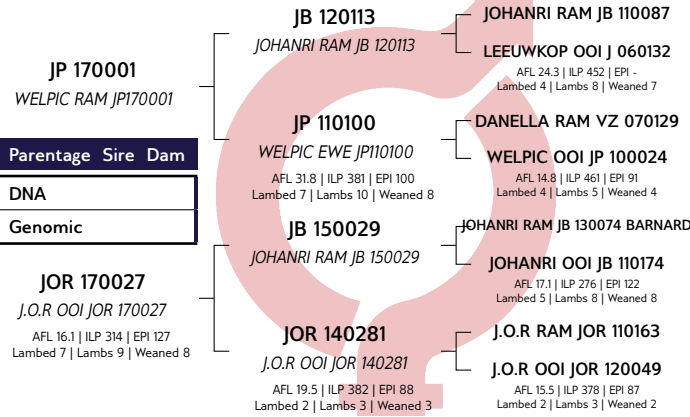 JP 170001
WELPIC RAM JP170001
Parentage Sire Dam
DNA
Genomic
JOR 170027
J.O.R OOI JOR 170027
AFL 16.1 | ILP 314 | EPI 127
Lambed 7 | Lambs 9 | Weaned 8
JB 120113
JOHANRI RAM JB 120113
JP 110100
WELPIC EWE JP110100
AFL 31.8 | ILP 381 | EPI 100
Lambed 7 | Lambs 10 | Weaned 8
JB 150029
JOHANRI RAM JB 150029
JOR 140281
J.O.R OOI JOR 140281
AFL 19.5 | ILP 382 | EPI 88
Lambed 2 | Lambs 3 | Weaned 3
JOHANRI RAM JB 110087
LEEUWKOP OOI J 060132
AFL 24.3 | ILP 452 | EPI -
Lambed 4 | Lambs 8 | Weaned 7
DANELLA RAM VZ 070129
WELPIC OOI JP 100024
AFL 14.8 | ILP 461 | EPI 91
Lambed 4 | Lambs 5 | Weaned 4
JOHANRI RAM JB 130074 BARNARD
JOHANRI OOI JB 110174
AFL 17.1 | ILP 276 | EPI 122
Lambed 5 | Lambs 8 | Weaned 8
J.O.R RAM JOR 110163
J.O.R OOI JOR 120049
AFL 15.5 | ILP 378 | EPI 87
Lambed 2 | Lambs 3 | Weaned 2